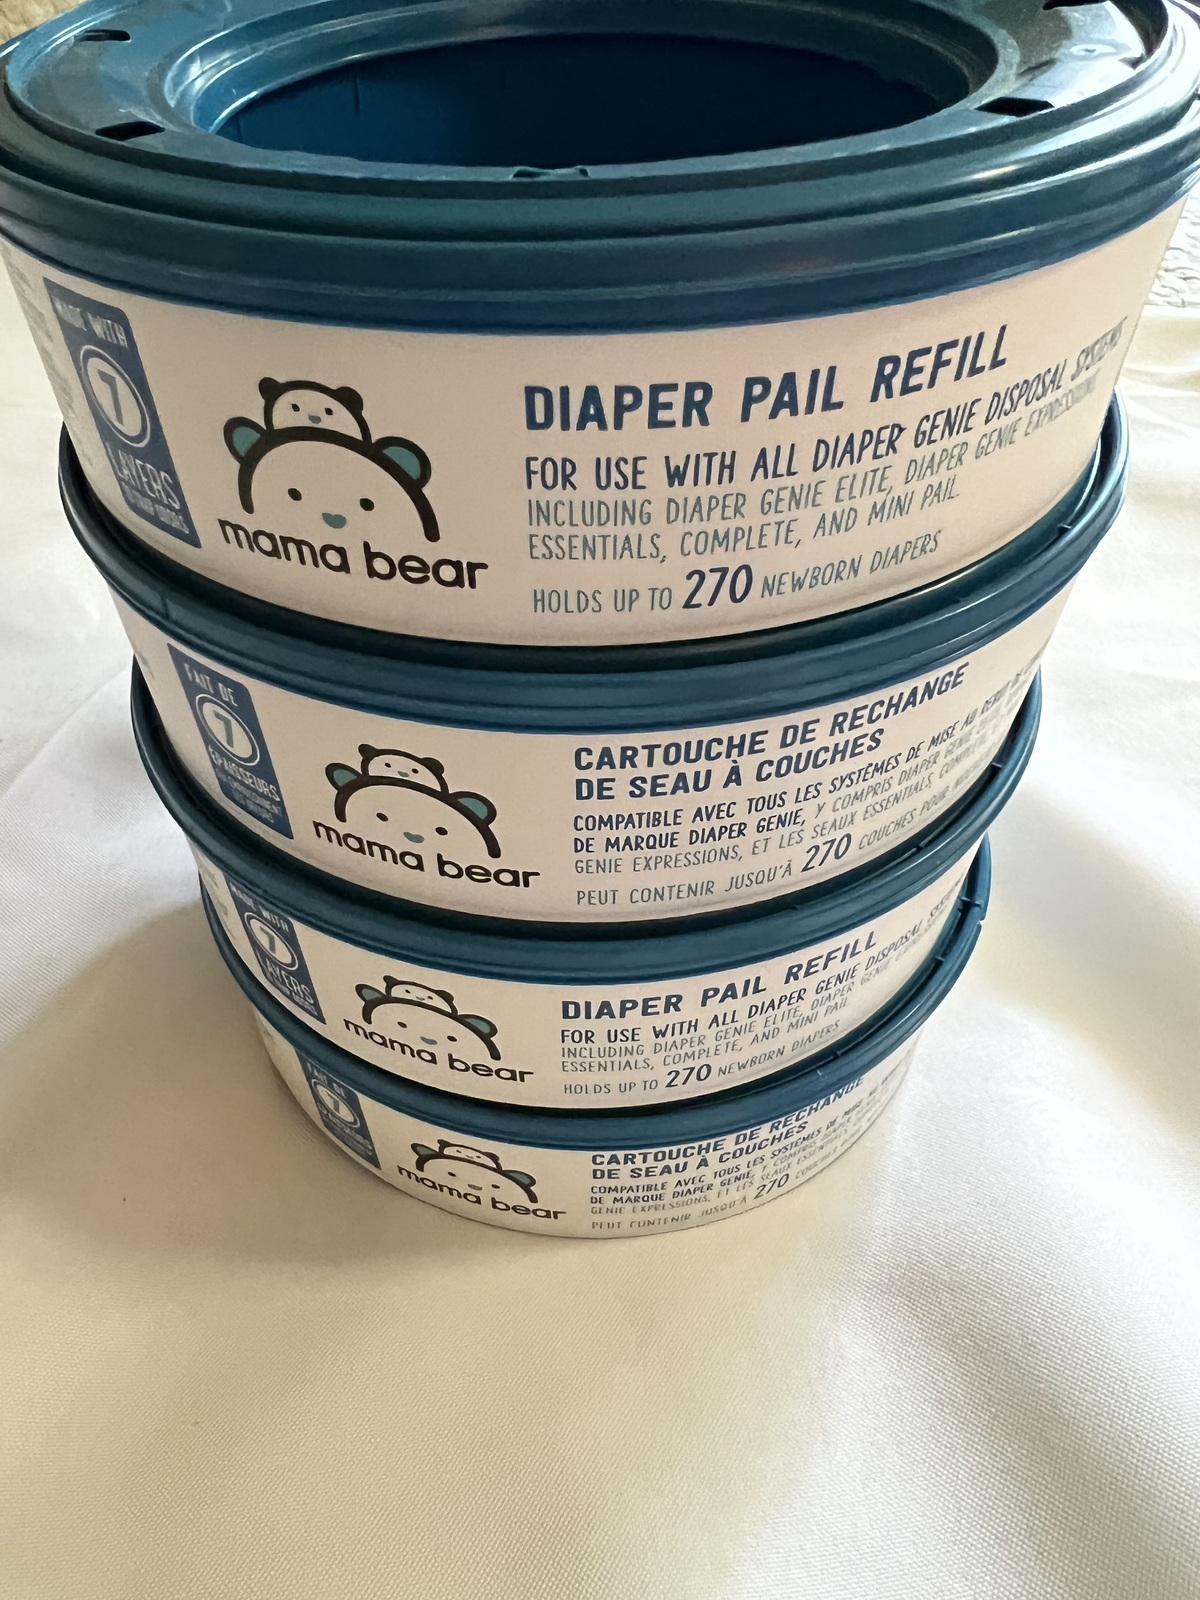 MADE WITH
7
LAYERS
mama bear
DIAPER PAIL REFILL
FOR USE WITH ALL DIAPER GENIE DISPOSAL SYSTEMS
INCLUDING DIAPER GENIE ELITE, DIAPER GENIE EXPRESSIONS,
ESSENTIALS, COMPLETE, AND MINI PAIL.
HOLDS UP TO 270 NEWBORN DIAPERS
FAIT DE
7
ÉPAISSEURS
mama bear
CARTOUCHE DE RECHANGE
DE SEAU À COUCHES
COMPATIBLE AVEC TOUS LES SYSTÈMES DE MISE AU REBUT DE
DE MARQUE DIAPER GENIE, Y COMPRIS DIAPER GENIE
GENIE EXPRESSIONS, ET LES SEAUX ESSENTIALS,
PEUT CONTENIR JUSQU'À 270 COUCHES POUR
MADE WITH
7
LAYERS
mama bear
DIAPER PAIL REFILL
FOR USE WITH ALL DIAPER GENIE DISPOSAL
INCLUDING DIAPER GENIE ELITE, DIAPER GENIE
ESSENTIALS, COMPLETE, AND MINI PAIL
HOLDS UP TO 270 NEWBORN DIAPERS
FAIT DE
7
mama bear
CARTOUCHE DE RECHANGE
DE SEAU À COUCHES
COMPATIBLE AVEC TOUS LES SYSTÈMES DE MISE
DE MARQUE DIAPER GENIE, Y COMPRIS
GENIE EXPRESSIONS, ET LES SEAUX
PEUT CONTENIR JUSQU'À 270 COUCHES